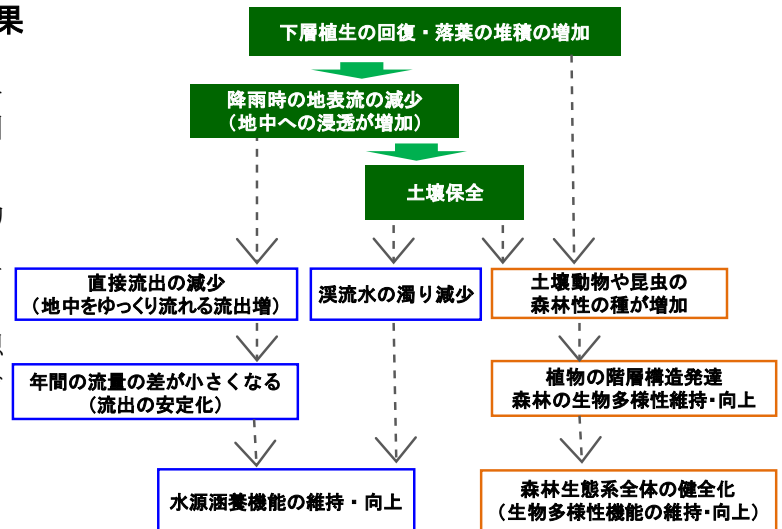 果
下層植生の回復・落葉の堆積の増加
降雨時の地表流の減少
（地中への浸透が増加）
土壌保全
直接流出の減少
（地中をゆっくり流れる流出増）
渓流水の濁り減少
土壌動物や昆虫の
森林性の種が増加
年間の流量の差が小さくなる
（流出の安定化）
植物の階層構造発達
森林の生物多様性維持・向上
水源涵養機能の維持・向上
森林生態系全体の健全化
（生物多様性機能の維持・向上）